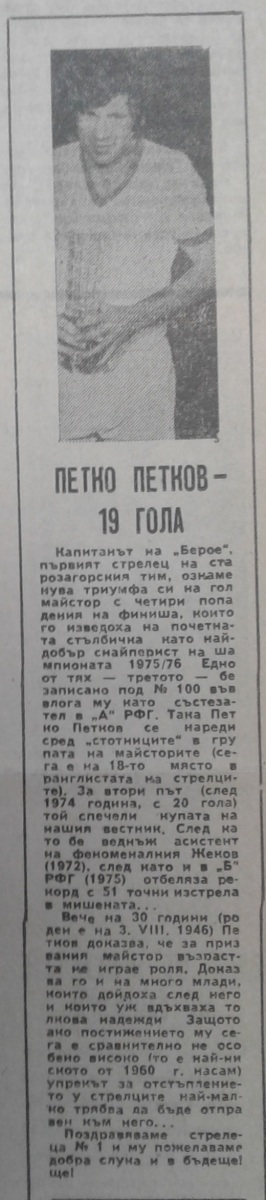 ПЕТКО ПЕТКОВ –
19 ГОЛА
Капитанът на „Берое",
първият стрелец на ста
розагорския тим, ознаме
нува триумфа си на гол
майстор с четири попа
дения на финиша, които
го изведоха на почетна
та стълбичка като най-
добър снайперист на ша
мпионата 1975/76 Едно
от тях — третото — бе
записано под № 100 във
влога му като състеза-
тел в „А" РФГ. Така Пет
ко Петков се нареди
сред „стотниците" в гру
пата на майсторите (се-
га е на 18-то място в
ранглистата на стрелци-
те). За втори път (след
1974 година, с 20 гола)
той спечели купата на
нашия вестник. След ка
то бе веднъж асистент
на феноменалния Жеков
(1972), след като и в „Б"
РФГ (1975) отбеляза ре-
корд с 51 точни изстрела
в мишената...
Вече на 30 години (ро
ден е на 3. VIII. 1946) Пе
тков доказва, че за приз
вания майстор възраст-
та не играе роля. Доказ
ва го и на много млади,
които дойдоха след него
и които уж вдъхваха то
лкова надежди Защото
ако постижението му се-
га е сравнително не осо
бено високо (то е най-ни
ското от 1960 г. насам)
упрекът за отстъпление-
то у стрелците най-мал-
ко трябва да бъде отпра
вен към него...
Поздравяваме стреле-
ца № 1 и му пожелаваме
добра слука и в бъдеще!
ще!